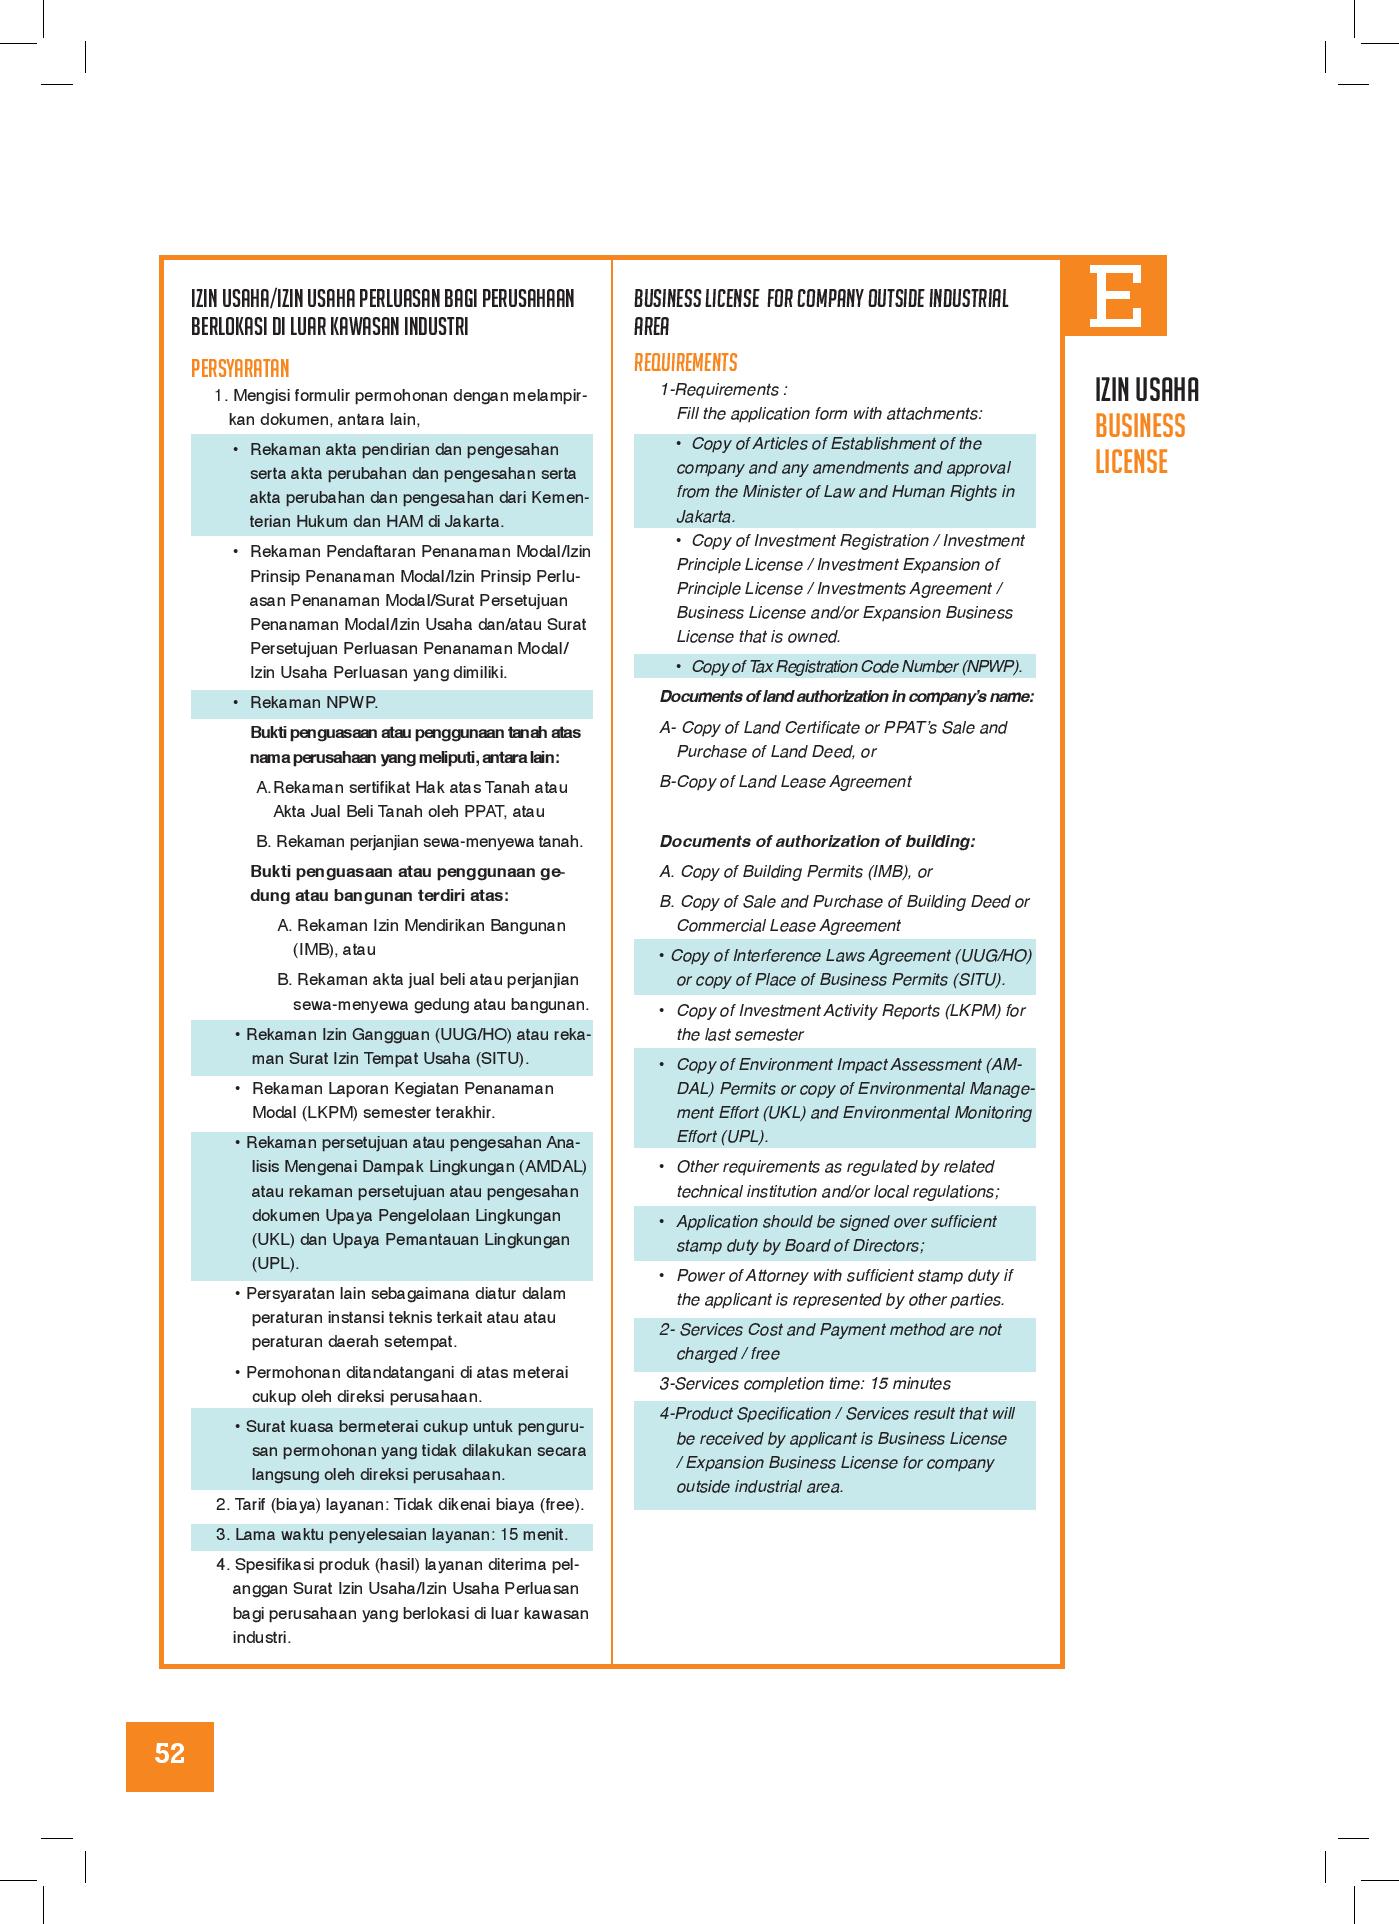 IZIN USAHA/IZIN USAHA PERLUASAN BAGI PERUSAHAAN
BERLOKASI DI LUAR KAWASAN INDUSTRI
PERSYARATAN
1. Mengisi formulir permohonan dengan melampir-
kan dokumen, antara lain,
• Rekaman akta pendirian dan pengesahan
serta akta perubahan dan pengesahan serta
akta perubahan dan pengesahan dari Kemen-
terian Hukum dan HAM di Jakarta.
• Rekaman Pendaftaran Penanaman Modal/Izin
Prinsip Penanaman Modal/Izin Prinsip Perlu-
asan Penanaman Modal/Surat Persetujuan
Penanaman Modal/Izin Usaha dan/atau Surat
Persetujuan Perluasan Penanaman Modal/
Izin Usaha Perluasan yang dimiliki.
• Rekaman NPWP.
Bukti penguasaan atau penggunaan tanah atas
nama perusahaan yang meliputi, antara lain:
A.Rekaman sertifikat Hak atas Tanah atau
Akta Jual Beli Tanah oleh PPAT, atau
B. Rekaman perjanjian sewa-menyewa tanah.
Bukti penguasaan atau penggunaan ge-
dung atau bangunan terdiri atas:
A. Rekaman Izin Mendirikan Bangunan
(IMB), atau
B. Rekaman akta jual beli atau perjanjian
sewa-menyewa gedung atau bangunan.
• Rekaman Izin Gangguan (UUG/HO) atau reka-
man Surat Izin Tempat Usaha (SITU).
• Rekaman Laporan Kegiatan Penanaman
Modal (LKPM) semester terakhir.
• Rekaman persetujuan atau pengesahan Ana-
lisis Mengenai Dampak Lingkungan (AMDAL)
atau rekaman persetujuan atau pengesahan
dokumen Upaya Pengelolaan Lingkungan
(UKL) dan Upaya Pemantauan Lingkungan
(UPL).
• Persyaratan lain sebagaimana diatur dalam
peraturan instansi teknis terkait atau atau
peraturan daerah setempat.
• Permohonan ditandatangani di atas meterai
cukup oleh direksi perusahaan.
• Surat kuasa bermeterai cukup untuk penguru-
san permohonan yang tidak dilakukan secara
langsung oleh direksi perusahaan.
2. Tarif (biaya) layanan: Tidak dikenai biaya (free).
3. Lama waktu penyelesaian layanan: 15 menit.
4. Spesifikasi produk (hasil) layanan diterima pel-
anggan Surat Izin Usaha/Izin Usaha Perluasan
bagi perusahaan yang berlokasi di luar kawasan
industri.
BUSINESS LICENSE FOR COMPANY OUTSIDE INDUSTRIAL
AREA
REQUIREMENTS
1-Requirements :
Fill the application form with attachments:
• Copy of Articles of Establishment of the
company and any amendments and approval
from the Minister of Law and Human Rights in
Jakarta.
• Copy of Investment Registration / Investment
Principle License / Investment Expansion of
Principle License / Investments Agreement /
Business License and/or Expansion Business
License that is owned.
• Copy of Tax Registration Code Number (NPWP).
Documents of land authorization in company's name:
A- Copy of Land Certificate or PPAT's Sale and
Purchase of Land Deed, or
B-Copy of Land Lease Agreement
Documents of authorization of building:
A. Copy of Building Permits (IMB), or
B. Copy of Sale and Purchase of Building Deed or
Commercial Lease Agreement
• Copy of Interference Laws Agreement (UUG/HO)
or copy of Place of Business Permits (SITU).
• Copy of Investment Activity Reports (LKPM) for
the last semester
• Copy of Environment Impact Assessment (AM-
DAL) Permits or copy of Environmental Manage-
ment Effort (UKL) and Environmental Monitoring
Effort (UPL).
• Other requirements as regulated by related
technical institution and/or local regulations;
• Application should be signed over sufficient
stamp duty by Board of Directors;
• Power of Attorney with sufficient stamp duty if
the applicant is represented by other parties.
2- Services Cost and Payment method are not
charged / free
3-Services completion time: 15 minutes
4-Product Specification / Services result that will
be received by applicant is Business License
/ Expansion Business License for company
outside industrial area.
E
IZIN USAHA
BUSINESS
LICENSE
52